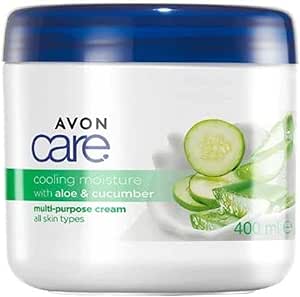 AVON
care
cooling moisture
with aloe & cucumber
multi-purpose cream
all skin types
400 ml e